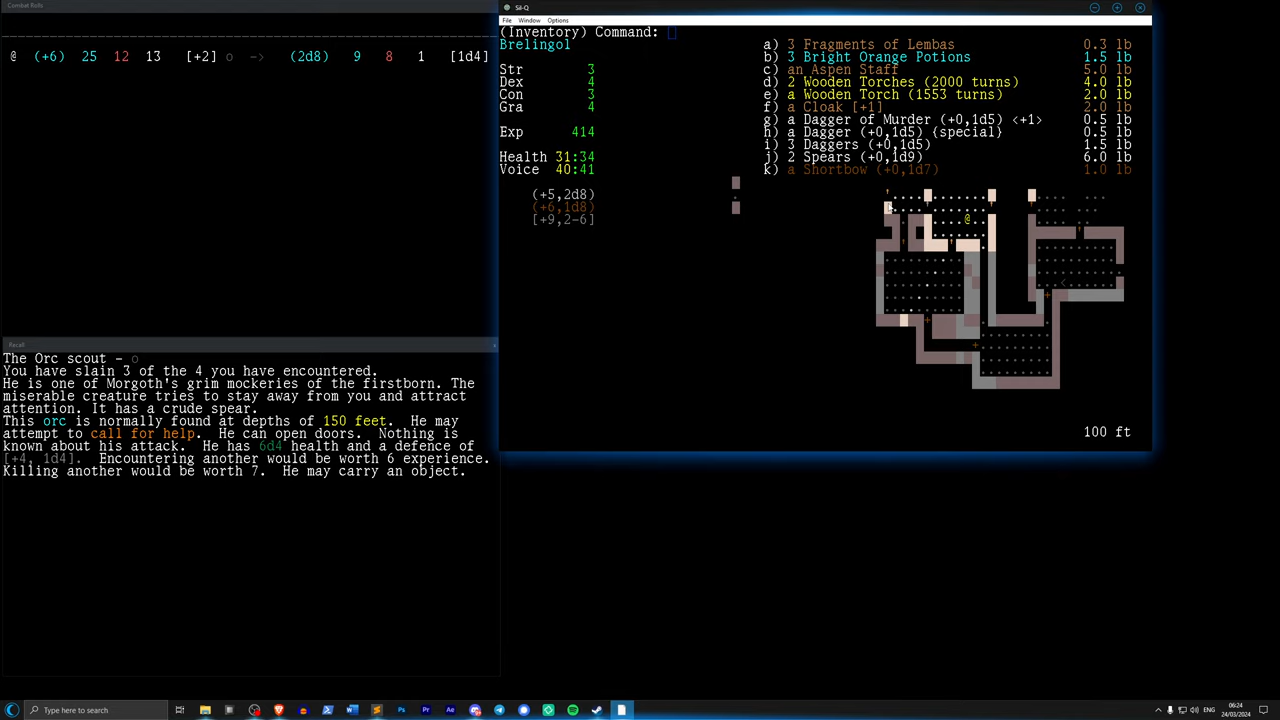 Combat Rolls
@ (+6) 25 12 13 [+2] o -> (2d8) 9 8 1 [1d4]
Recall
The Orc scout - o
You have slain 3 of the 4 you have encountered.
He is one of Morgoth's grim mockeries of the firstborn. The
miserable creature tries to stay away from you and attract
attention. It has a crude spear.
This orc is normally found at depths of 150 feet. He may
attempt to call for help. He can open doors. Nothing is
known about his attack. He has 6d4 health and a defence of
[+4, 1d4]. Encountering another would be worth 6 experience.
Killing another would be worth 7. He may carry an object.
Sil-Q
File Window Options
(Inventory) Command:
Brelingol
Str 3
Dex 4
Con 3
Gra 4
Exp 414
Health 31:34
Voice 40:41
(+5,2d8)
(+6,1d8)
[+9,2-6]
a) 3 Fragments of Lembas 0.3 lb
b) 3 Bright Orange Potions 1.5 lb
c) an Aspen Staff 5.0 lb
d) 2 Wooden Torches (2000 turns) 4.0 lb
e) a Wooden Torch (1553 turns) 2.0 lb
f) a Cloak [+1] 2.0 lb
g) a Dagger of Murder (+0,1d5) <+1> 0.5 lb
h) a Dagger (+0,1d5) {special} 0.5 lb
i) 3 Daggers (+0,1d5) 1.5 lb
j) 2 Spears (+0,1d9) 6.0 lb
k) a Shortbow (+0,1d7) 1.0 lb
@
100 ft
Type here to search
ENG
06:24
24/03/2024